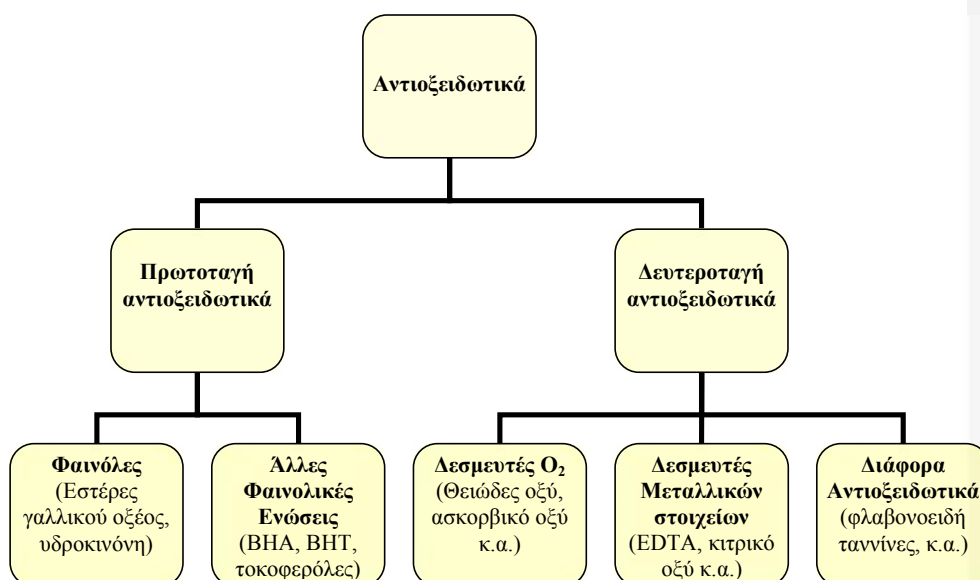 Αντιοξειδωτικά
Πρωτοταγή
αντιοξειδωτικά
Δευτεροταγή
αντιοξειδωτικά
Φαινόλες
(Εστέρες
γαλλικού οξέος,
υδροκινόνη)
Άλλες
Φαινολικές
Ενώσεις
(BHA, BHT,
τοκοφερόλες)
Δεσμευτές O₂
(Θειώδες οξύ,
ασκορβικό οξύ
κ.α.)
Δεσμευτές
Μεταλλικών
στοιχείων
(EDTA, κιτρικό
οξύ κ.α.)
Διάφορα
Αντιοξειδωτικά
(φλαβονοειδή
ταννίνες, κ.α.)